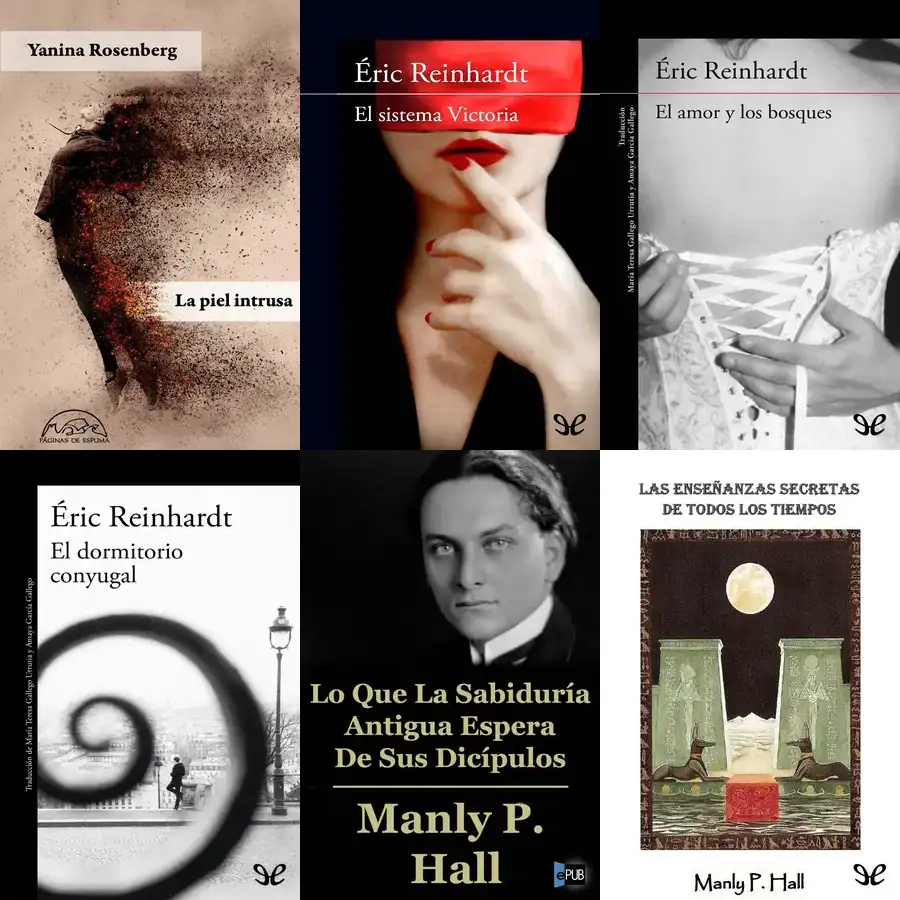 Yanina Rosenberg
La piel intrusa
PÁGINAS DE ESPUMA
Éric Reinhardt
El sistema Victoria
Éric Reinhardt
El amor y los bosques
Traducción
María Teresa Gallego Urrutia y Amaya García Gallego
Éric Reinhardt
El dormitorio
conyugal
Traducción de María Teresa Gallego Urrutia y Amaya García Gallego
Lo Que La Sabiduría
Antigua Espera
De Sus Dicípulos
Manly P.
Hall
ePUB
LAS ENSEÑANZAS SECRETAS
DE TODOS LOS TIEMPOS
Manly P. Hall